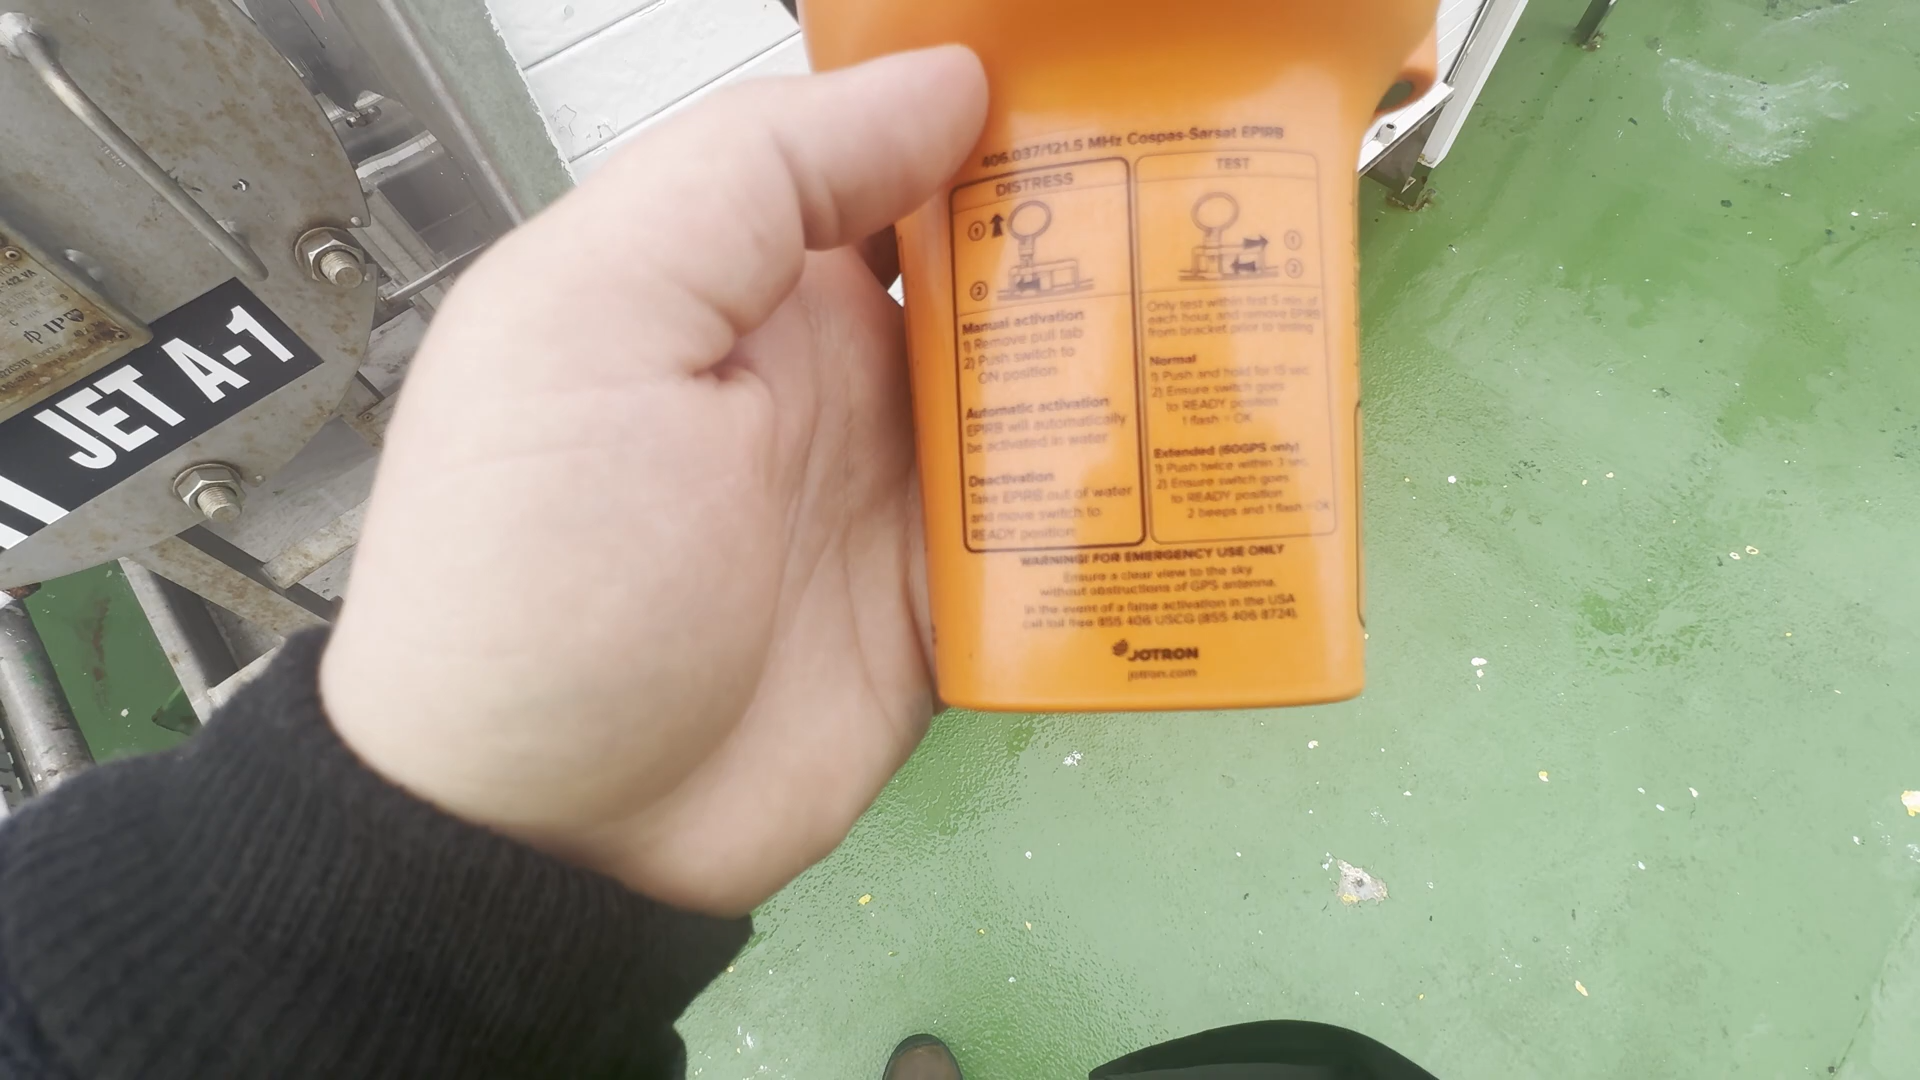 JET A-1
406.037/121.5 MHz Cospas-Sarsat EPIRB
DISTRESS
1
2
Manual activation
1) Remove pull tab
2) Push switch to
ON position
Automatic activation
EPIRB will automatically
be activated in water
Deactivation
Take EPIRB out of water
and move switch to
READY position
TEST
1
2
Only test within first 5 min of
each hour, and remove EPIRB
from bracket prior to testing
Normal
1) Push and hold for 15 sec
2) Ensure switch goes
to READY position
1 flash = OK
Extended (60GPS only)
1) Push twice within 3 sec
2) Ensure switch goes
to READY position
2 beeps and 1 flash = OK
WARNING! FOR EMERGENCY USE ONLY
Ensure a clear view to the sky
without obstructions of GPS antenna.
In the event of a false activation in the USA
call toll free 855 406 USCG (855 406 8724).
JOTRON
jotron.com